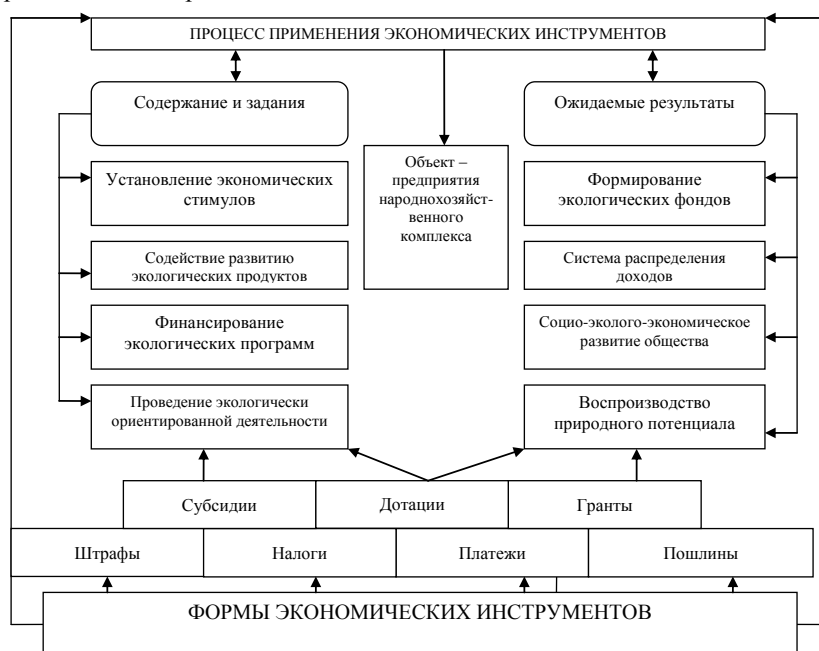 ПРОЦЕСС ПРИМЕНЕНИЯ ЭКОНОМИЧЕСКИХ ИНСТРУМЕНТОВ
Содержание и задания
Ожидаемые результаты
Объект –
предприятия
народнохозяйст-
венного
комплекса
Установление экономических
стимулов
Формирование
экологических фондов
Содействие развитию
экологических продуктов
Система распределения
доходов
Финансирование
экологических программ
Социо-эколого-экономическое
развитие общества
Проведение экологически
ориентированной деятельности
Воспроизводство
природного потенциала
Субсидии
Дотации
Гранты
Штрафы
Налоги
Платежи
Пошлины
ФОРМЫ ЭКОНОМИЧЕСКИХ ИНСТРУМЕНТОВ